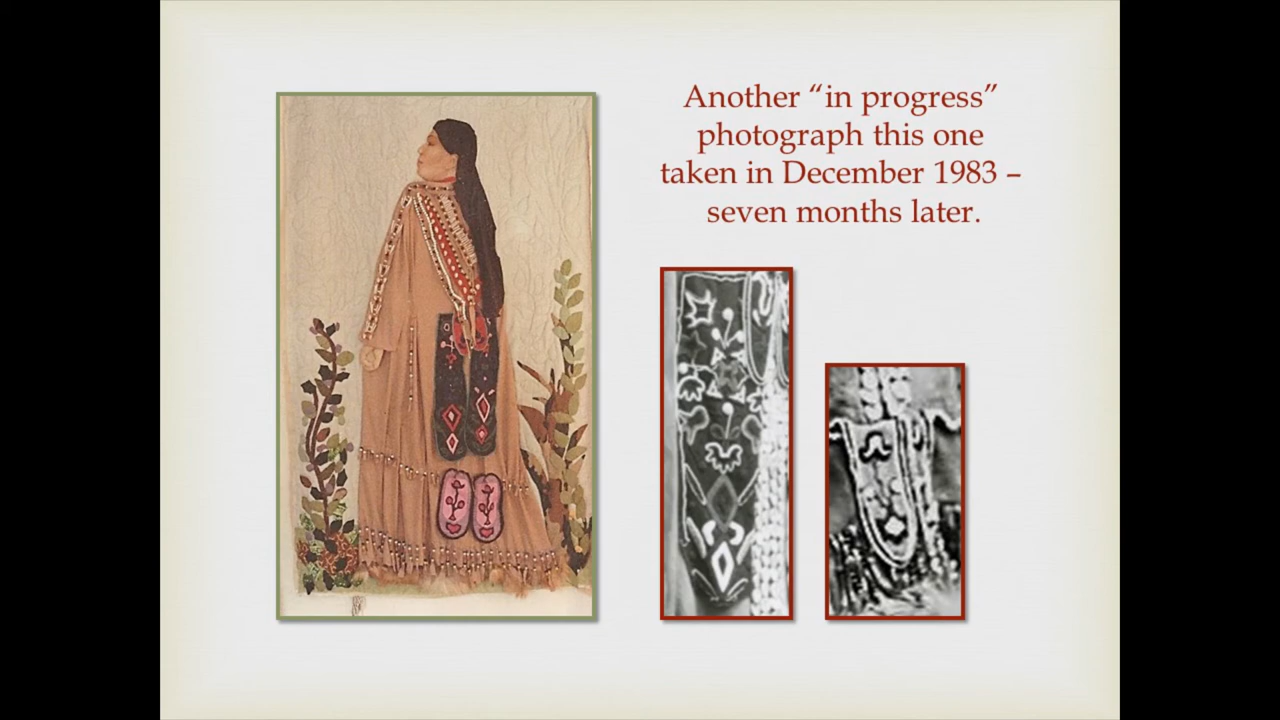 Another “in progress”
photograph this one
taken in December 1983 –
seven months later.